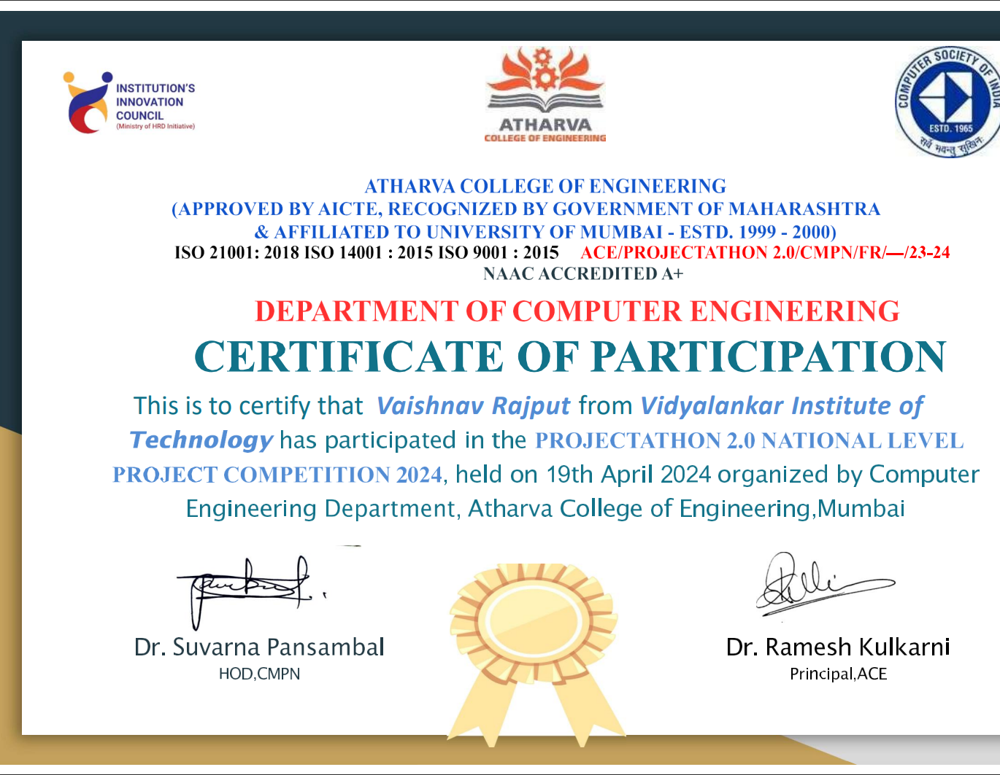 INSTITUTION'S
INNOVATION
COUNCIL
(Ministry of HRD Initiative)
ATHARVA
COLLEGE OF ENGINEERING
COMPUTER SOCIETY OF INDIA
ESTD. 1965
सर्वे भवन्तु सुखिनः
ATHARVA COLLEGE OF ENGINEERING
(APPROVED BY AICTE, RECOGNIZED BY GOVERNMENT OF MAHARASHTRA
& AFFILIATED TO UNIVERSITY OF MUMBAI - ESTD. 1999 - 2000)
ISO 21001: 2018 ISO 14001 : 2015 ISO 9001 : 2015 ACE/PROJECTATHON 2.0/CMPN/FR/—/23-24
NAAC ACCREDITED A+
DEPARTMENT OF COMPUTER ENGINEERING
CERTIFICATE OF PARTICIPATION
This is to certify that Vaishnav Rajput from Vidyalankar Institute of
Technology has participated in the PROJECTATHON 2.0 NATIONAL LEVEL
PROJECT COMPETITION 2024, held on 19th April 2024 organized by Computer
Engineering Department, Atharva College of Engineering,Mumbai
Dr. Suvarna Pansambal
HOD,CMPN
Dr. Ramesh Kulkarni
Principal,ACE